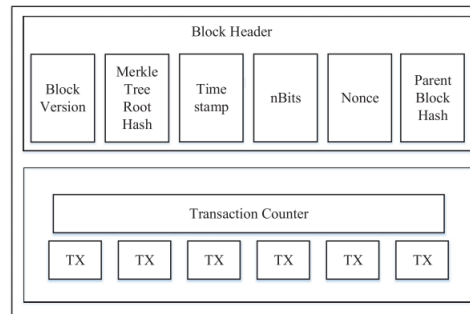 Block Header
Block
Version
Merkle
Tree
Root
Hash
Time
stamp
nBits
Nonce
Parent
Block
Hash
Transaction Counter
TX TX TX TX TX TX